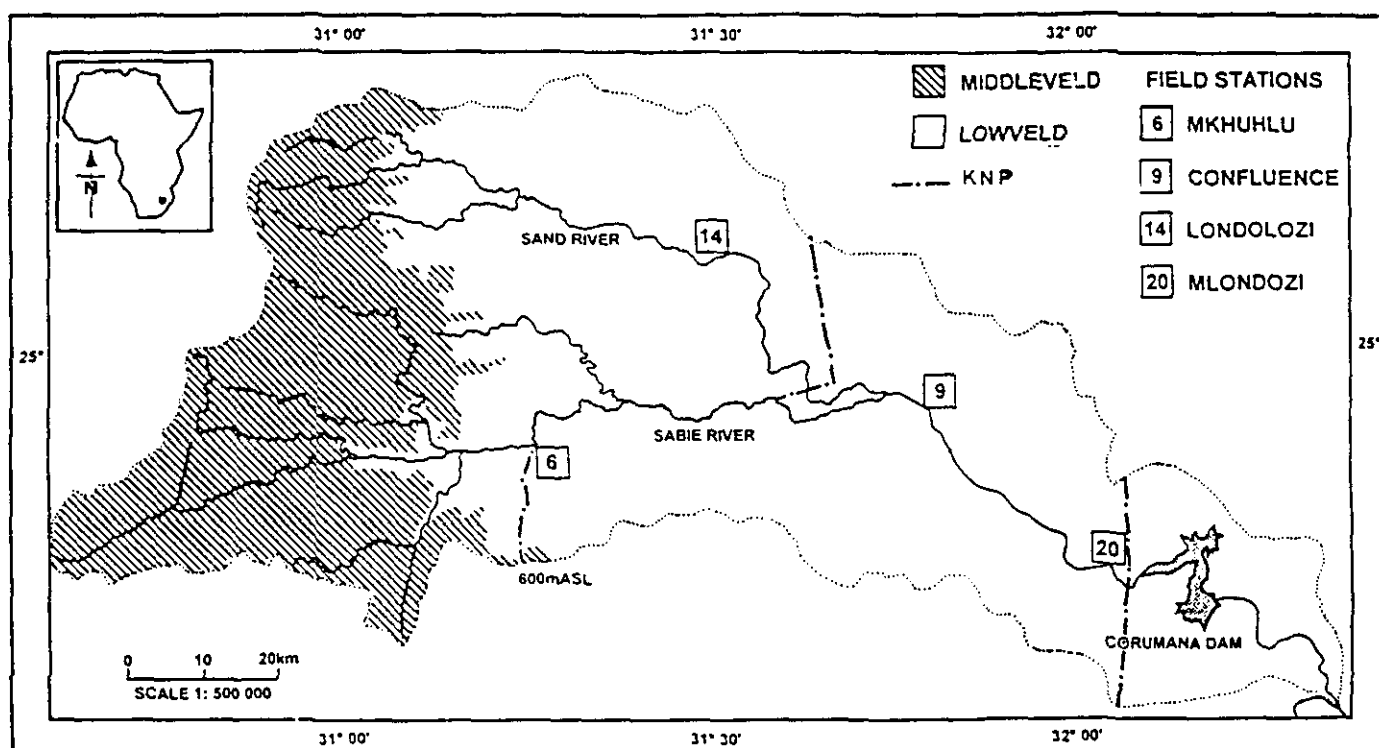 31° 00'
31° 30'
32° 00'
N
MIDDLEVELD
LOWVELD
KNP
FIELD STATIONS
6 MKHUHLU
9 CONFLUENCE
14 LONDOLOZI
20 MLONDOZI
SAND RIVER
14
25°
25°
9
SABIE RIVER
6
20
600mASL
CORUMANA DAM
0 10 20km
SCALE 1: 500 000
31° 00'
31° 30'
32° 00'